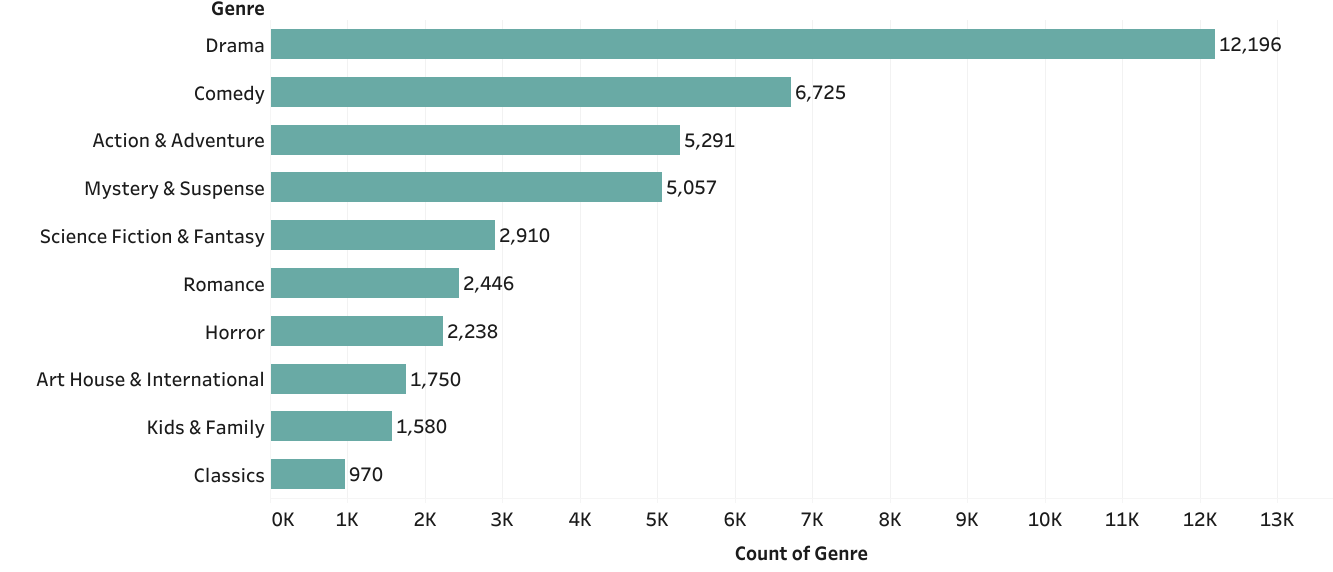 Genre
Drama 12,196
Comedy 6,725
Action & Adventure 5,291
Mystery & Suspense 5,057
Science Fiction & Fantasy 2,910
Romance 2,446
Horror 2,238
Art House & International 1,750
Kids & Family 1,580
Classics 970
0K 1K 2K 3K 4K 5K 6K 7K 8K 9K 10K 11K 12K 13K
Count of Genre